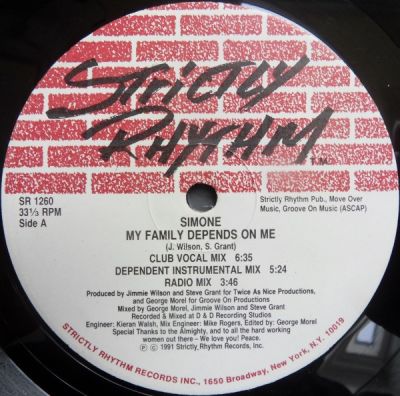 STRICTLY
RHYTHM TM
SR 1260
33⅓ RPM
Side A
Strictly Rhythm Pub., Move Over
Music, Groove On Music (ASCAP)
SIMONE
MY FAMILY DEPENDS ON ME
(J. Wilson, S. Grant)
CLUB VOCAL MIX 6:35
DEPENDENT INSTRUMENTAL MIX 5:24
RADIO MIX 3:46
Produced by Jimmie Wilson and Steve Grant for Twice As Nice Productions,
and George Morel for Groove On Productions
Mixed by George Morel, Jimmie Wilson and Steve Grant
Recorded & Mixed at D & D Recording Studios
Engineer: Kieran Walsh, Mix Engineer: Mike Rogers, Edited by: George Morel
Special Thanks to the Almighty, and to all the hard working
women out there – We love you! Peace.
℗ © 1991 Strictly, Rhythm Records, Inc.
STRICTLY RHYTHM RECORDS INC., 1650 Broadway, New York, N.Y. 10019